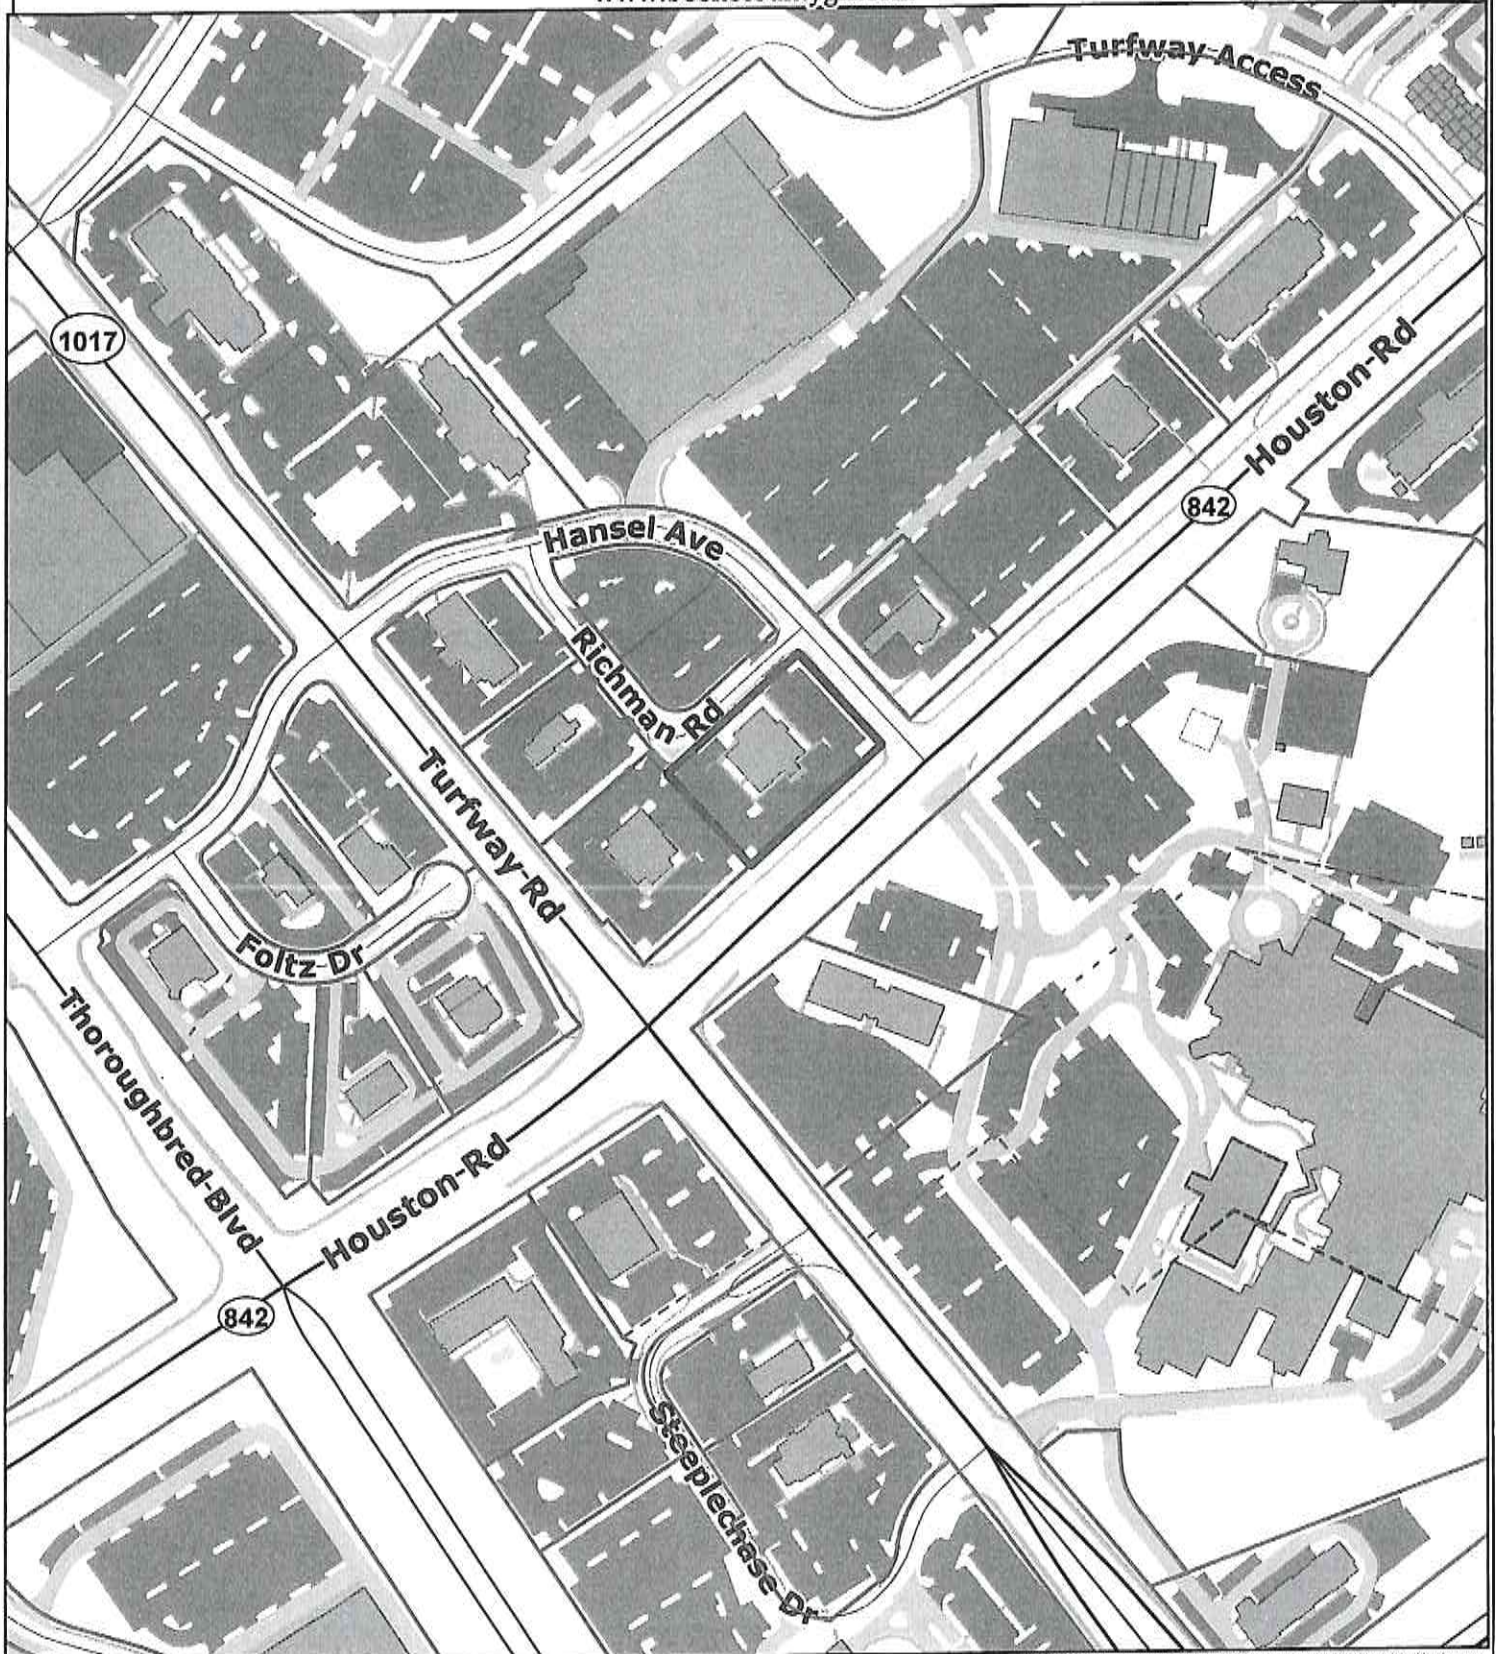 Turfway Access
1017
Houston-Rd
842
Hansel Ave
Richman Rd
Turfway-Rd
Foltz-Dr
Thoroughbred-Blvd
Houston-Rd
842
Steeplechase Dr